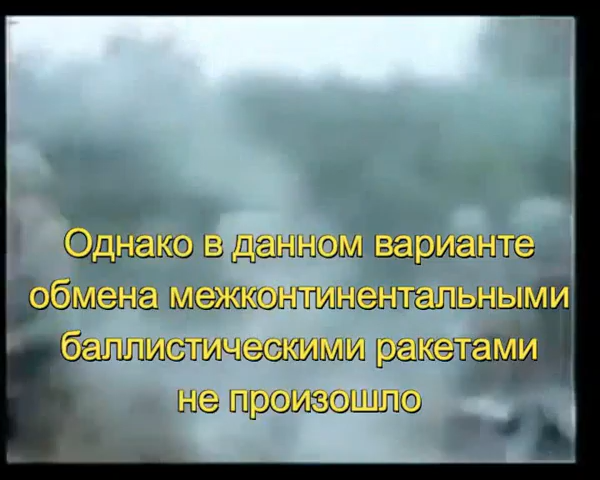 Однако в данном варианте
обмена межконтинентальными
баллистическими ракетами
не произошло